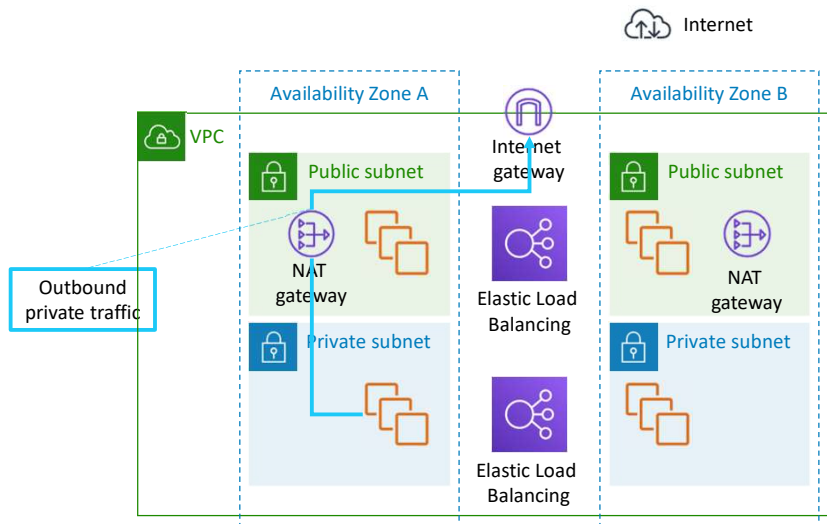 Internet
Availability Zone A
Availability Zone B
VPC
Internet
gateway
Public subnet
Public subnet
NAT
gateway
NAT
gateway
Outbound
private traffic
Elastic Load
Balancing
Private subnet
Private subnet
Elastic Load
Balancing